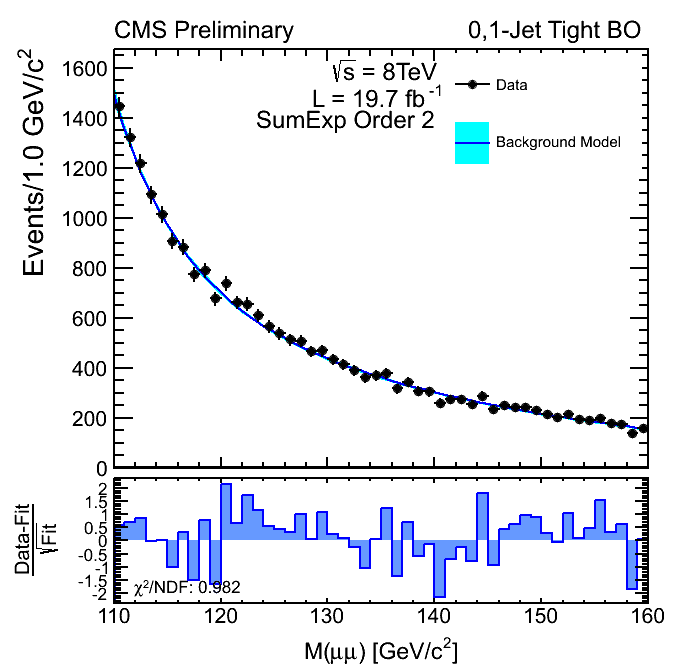 CMS Preliminary 0,1-Jet Tight BO
√s = 8TeV
L = 19.7 fb⁻¹
SumExp Order 2
Data
Background Model
Events/1.0 GeV/c²
1600
1400
1200
1000
800
600
400
200
0
Data-Fit
√Fit
2
1.5
0.5
-0.5
-1.5
-2
χ²/NDF: 0.982
110 120 130 140 150 160
M(μμ) [GeV/c²]